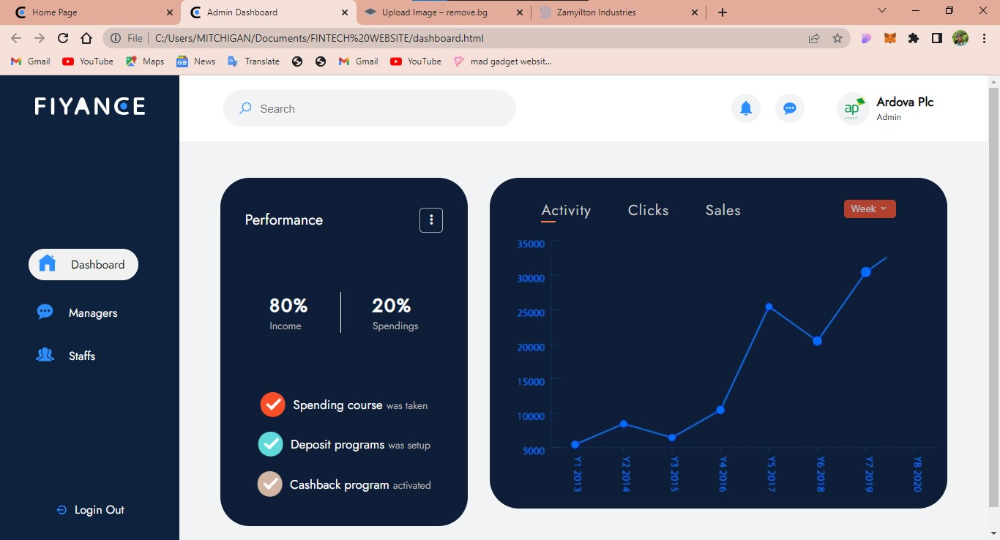 Home Page
Admin Dashboard
Upload Image – remove.bg
Zamyilton Industries
File
C:/Users/MITCHIGAN/Documents/FINTECH%20WEBSITE/dashboard.html
Gmail
YouTube
Maps
News
Translate
Gmail
YouTube
mad gadget websit...
FIYANCE
Search
Ardova Plc
Admin
Dashboard
Managers
Staffs
Login Out
Performance
80%
Income
20%
Spendings
Spending course was taken
Deposit programs was setup
Cashback program activated
Activity
Clicks
Sales
Week
35000
30000
25000
20000
15000
10000
5000
Y1 2013
Y2 2014
Y3 2015
Y4 2016
Y5 2017
Y6 2018
Y7 2019
Y8 2020